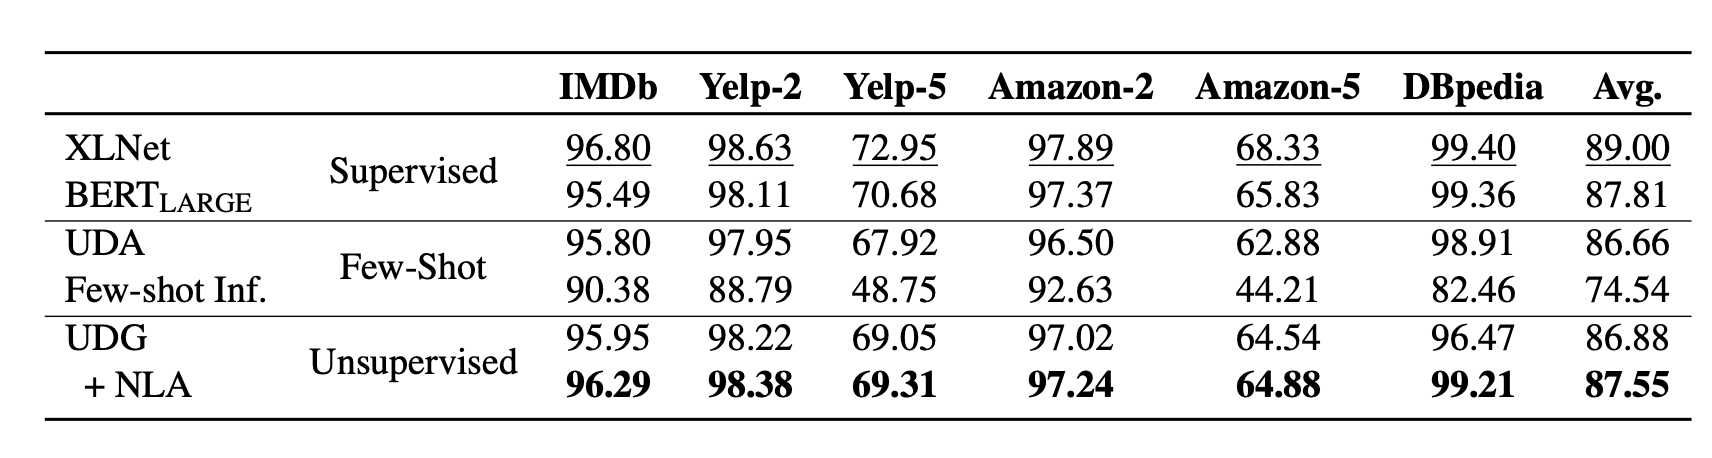 IMDb Yelp-2 Yelp-5 Amazon-2 Amazon-5 DBpedia Avg.
XLNet Supervised 96.80 98.63 72.95 97.89 68.33 99.40 89.00
BERTLARGE 95.49 98.11 70.68 97.37 65.83 99.36 87.81
UDA Few-Shot 95.80 97.95 67.92 96.50 62.88 98.91 86.66
Few-shot Inf. 90.38 88.79 48.75 92.63 44.21 82.46 74.54
UDG Unsupervised 95.95 98.22 69.05 97.02 64.54 96.47 86.88
+ NLA 96.29 98.38 69.31 97.24 64.88 99.21 87.55